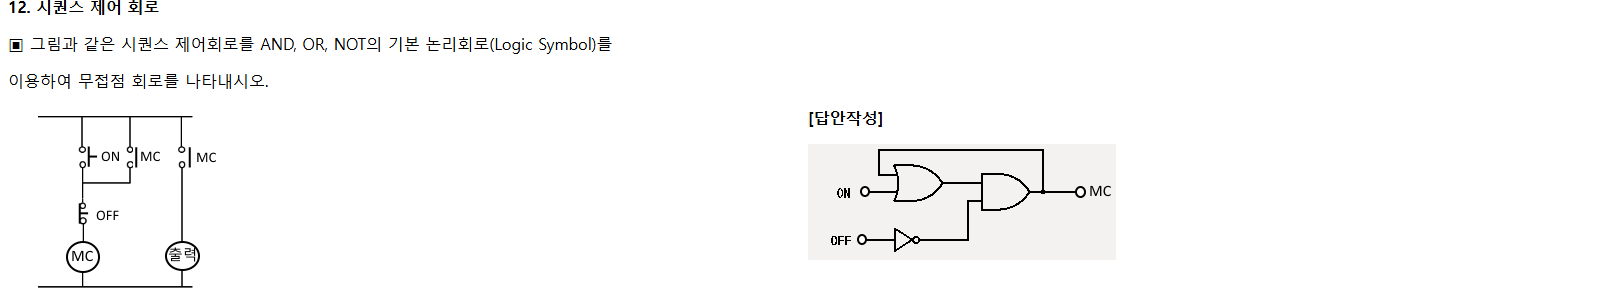 12. 시퀀스 제어 회로
▣ 그림과 같은 시퀀스 제어회로를 AND, OR, NOT의 기본 논리회로(Logic Symbol)를
이용하여 무접점 회로를 나타내시오.
ON MC MC
OFF
MC 출력
[답안작성]
ON MC
OFF